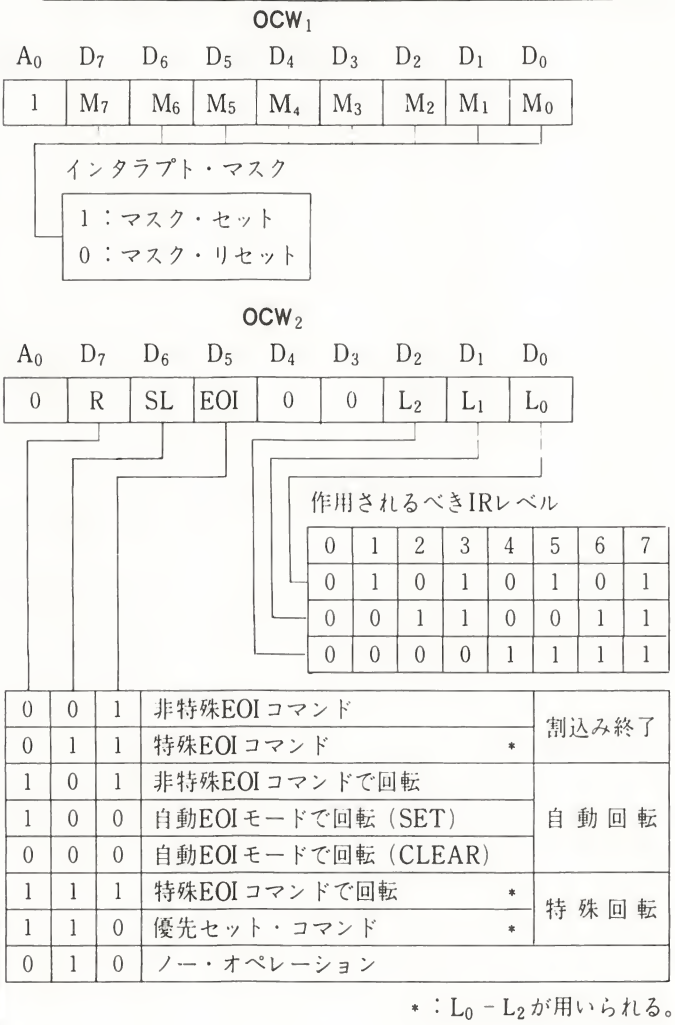 OCW₁
A₀ D₇ D₆ D₅ D₄ D₃ D₂ D₁ D₀
1 M₇ M₆ M₅ M₄ M₃ M₂ M₁ M₀
インタラプト・マスク
1：マスク・セット
0：マスク・リセット
OCW₂
A₀ D₇ D₆ D₅ D₄ D₃ D₂ D₁ D₀
0 R SL EOI 0 0 L₂ L₁ L₀
作用されるべきIRレベル
0 1 2 3 4 5 6 7
0 1 0 1 0 1 0 1
0 0 1 1 0 0 1 1
0 0 0 0 1 1 1 1
0 0 1 非特殊EOIコマンド
割込み終了
0 1 1 特殊EOIコマンド *
1 0 1 非特殊EOIコマンドで回転
1 0 0 自動EOIモードで回転（SET） 自動回転
0 0 0 自動EOIモードで回転（CLEAR）
1 1 1 特殊EOIコマンドで回転 *
特殊回転
1 1 0 優先セット・コマンド *
0 1 0 ノー・オペレーション
*：L₀－L₂が用いられる。